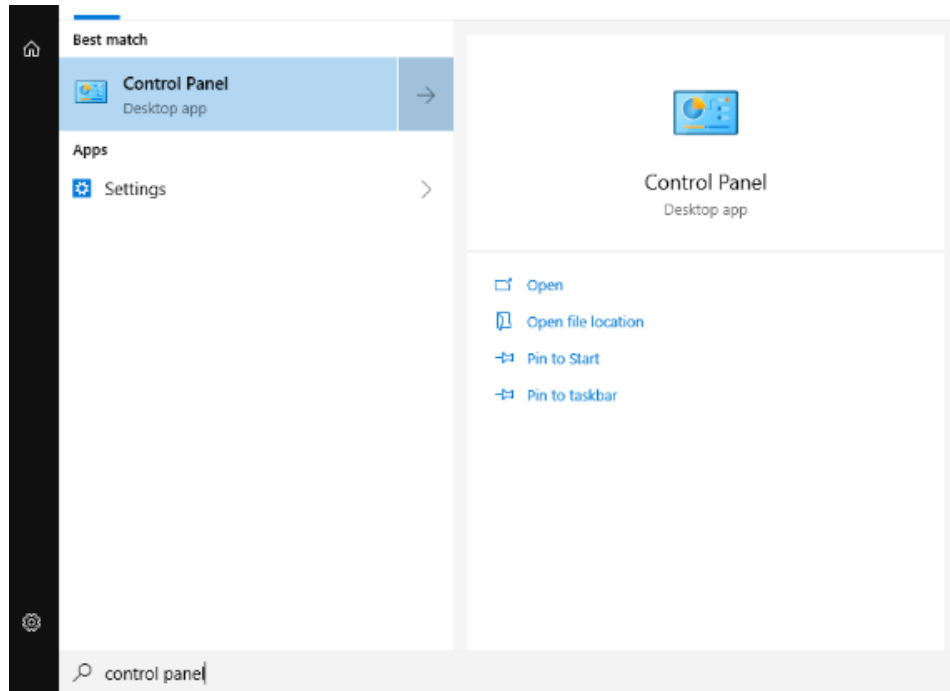 Best match
Control Panel
Desktop app
Apps
Settings
Control Panel
Desktop app
Open
Open file location
Pin to Start
Pin to taskbar
control panel